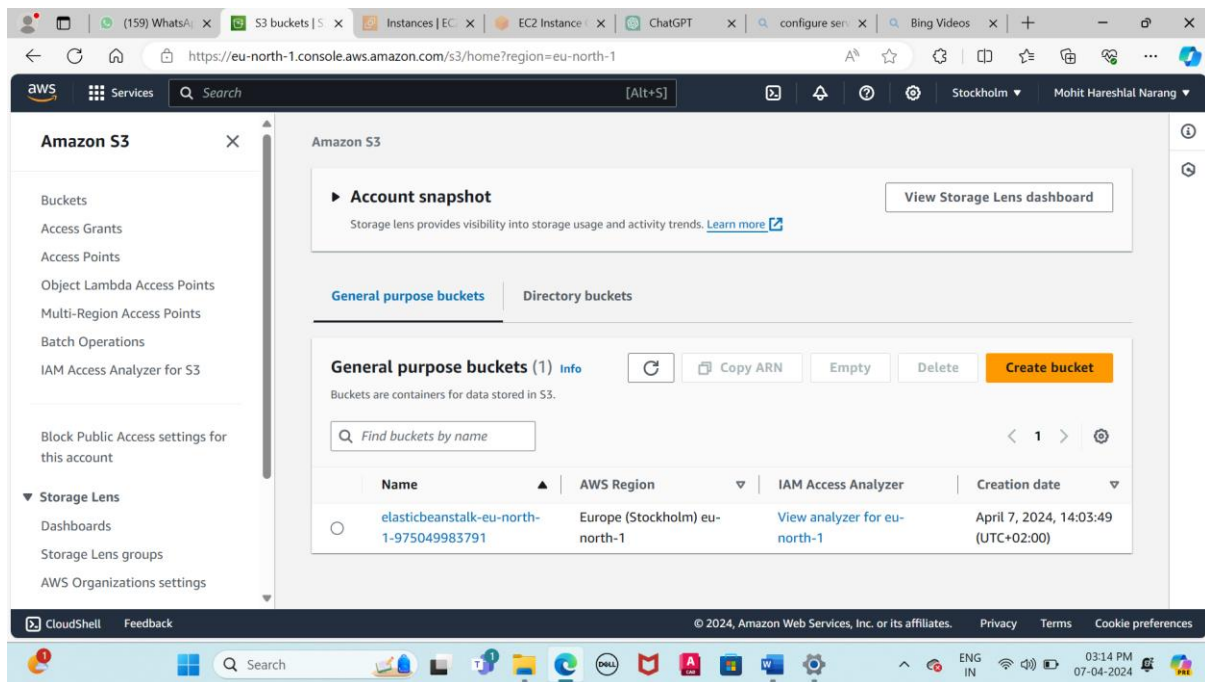 (159) WhatsA
S3 buckets | S
Instances | EC
EC2 Instance
ChatGPT
configure ser
Bing Videos
https://eu-north-1.console.aws.amazon.com/s3/home?region=eu-north-1
aws
Services
Search
[Alt+S]
Stockholm
Mohit Hareshlal Narang
Amazon S3
Buckets
Access Grants
Access Points
Object Lambda Access Points
Multi-Region Access Points
Batch Operations
IAM Access Analyzer for S3
Block Public Access settings for
this account
Storage Lens
Dashboards
Storage Lens groups
AWS Organizations settings
Amazon S3
Account snapshot
View Storage Lens dashboard
Storage lens provides visibility into storage usage and activity trends. Learn more
General purpose buckets
Directory buckets
General purpose buckets (1) Info
Copy ARN
Empty
Delete
Create bucket
Buckets are containers for data stored in S3.
Find buckets by name
1
Name
AWS Region
IAM Access Analyzer
Creation date
elasticbeanstalk-eu-north-
1-975049983791
Europe (Stockholm) eu-
north-1
View analyzer for eu-
north-1
April 7, 2024, 14:03:49
(UTC+02:00)
CloudShell
Feedback
© 2024, Amazon Web Services, Inc. or its affiliates.
Privacy
Terms
Cookie preferences
Search
DELL
ENG
IN
03:14 PM
07-04-2024
PRE